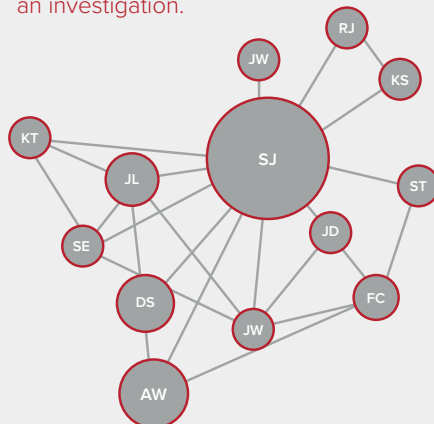 an investigation.
RJ
JW
KS
KT
SJ
JL
ST
JD
SE
DS
FC
JW
AW